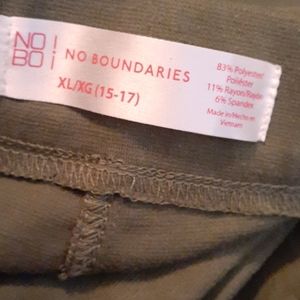 NO
BO
NO BOUNDARIES
XL/XG (15-17)
83% Polyester/
Poliéster
11% Rayon/Rayón
6% Spandex
Made in/Hecho en
Vietnam